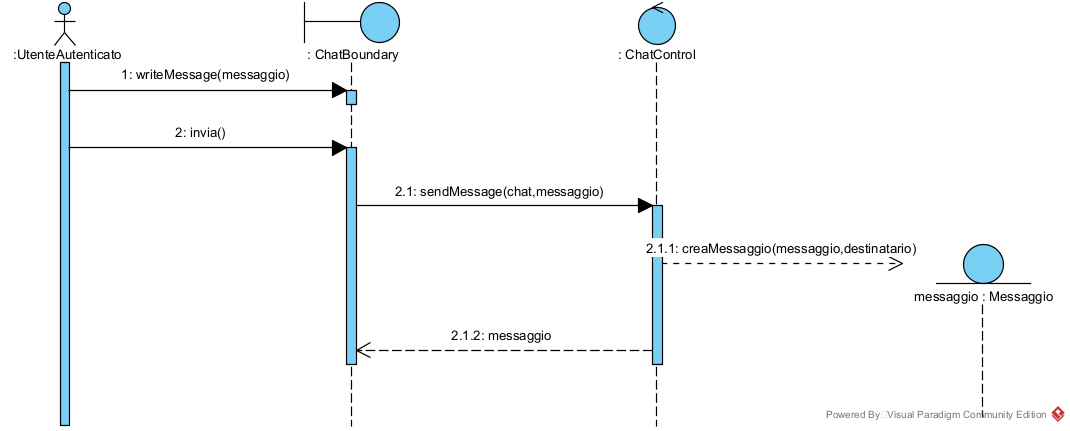 :UtenteAutenticato
: ChatBoundary
: ChatControl
1: writeMessage(messaggio)
2: invia()
2.1: sendMessage(chat,messaggio)
2.1.1: creaMessaggio(messaggio,destinatario)
messaggio : Messaggio
2.1.2: messaggio
Powered By Visual Paradigm Community Edition